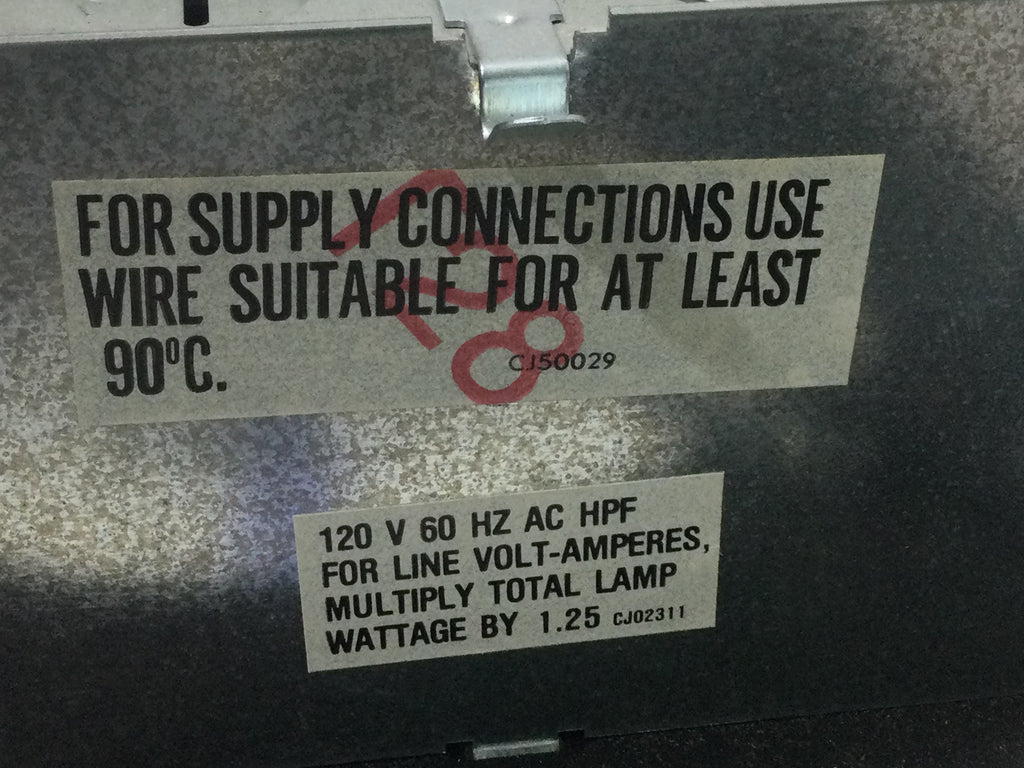 FOR SUPPLY CONNECTIONS USE
WIRE SUITABLE FOR AT LEAST
90⁰C.
CJ50029
120 V 60 HZ AC HPF
FOR LINE VOLT-AMPERES,
MULTIPLY TOTAL LAMP
WATTAGE BY 1.25 CJ02311